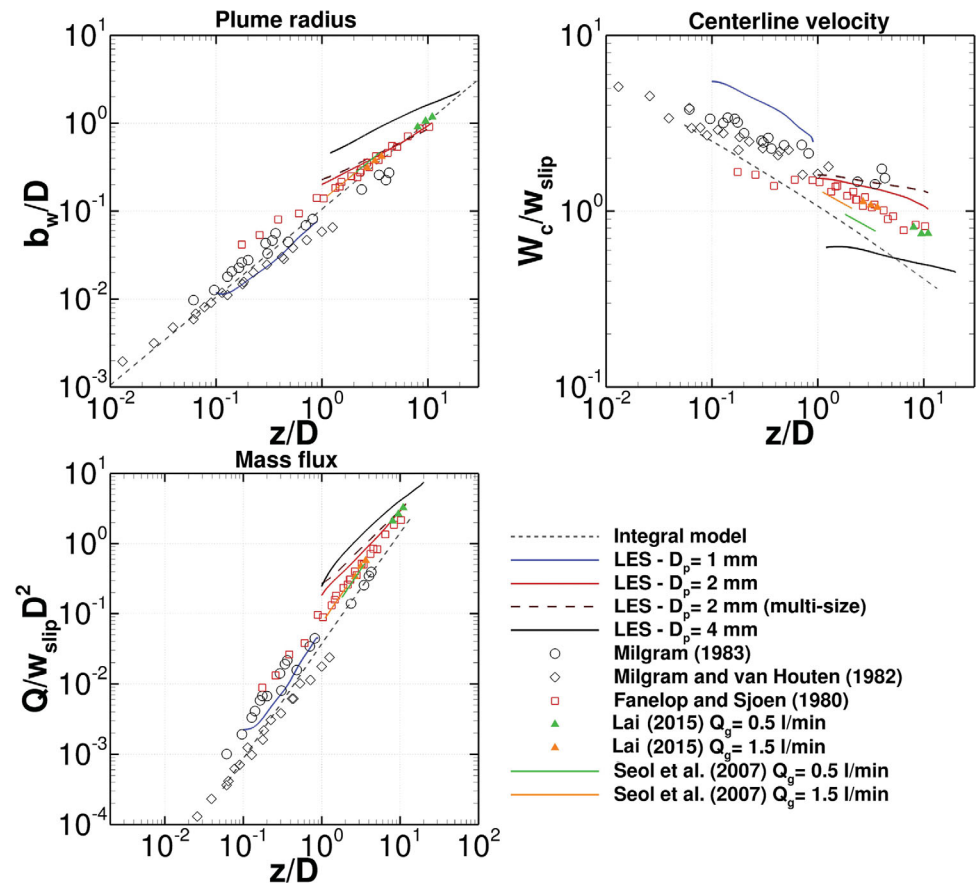 Plume radius
10^1
10^0
10^-1
10^-2
10^-3
b_w/D
10^-2 10^-1 10^0 10^1
z/D
Centerline velocity
10^1
10^0
10^-1
W_c/w_slip
10^-2 10^-1 10^0 10^1
z/D
Mass flux
10^1
10^0
10^-1
10^-2
10^-3
10^-4
Q/w_slip D^2
10^-2 10^-1 10^0 10^1 10^2
z/D
Integral model
LES - D_p= 1 mm
LES - D_p= 2 mm
LES - D_p= 2 mm (multi-size)
LES - D_p= 4 mm
Milgram (1983)
Milgram and van Houten (1982)
Fanelop and Sjoen (1980)
Lai (2015) Q_g= 0.5 l/min
Lai (2015) Q_g= 1.5 l/min
Seol et al. (2007) Q_g= 0.5 l/min
Seol et al. (2007) Q_g= 1.5 l/min